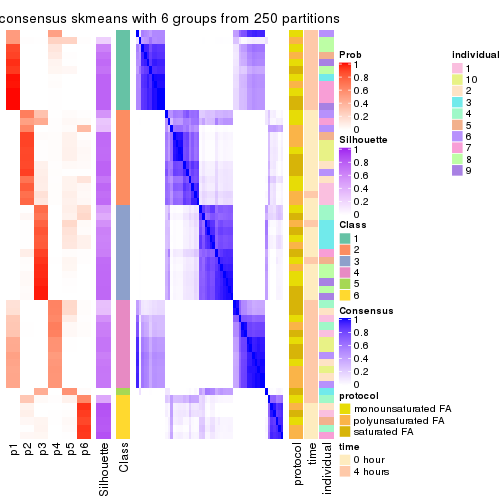 consensus skmeans with 6 groups from 250 partitions
p1
p2
p3
p4
p5
p6
Silhouette
Class
protocol
time
individual
Prob
1
0.8
0.6
0.4
0.2
0
Silhouette
1
0.8
0.6
0.4
0.2
0
Class
1
2
3
4
5
6
Consensus
1
0.8
0.6
0.4
0.2
0
protocol
monounsaturated FA
polyunsaturated FA
saturated FA
time
0 hour
4 hours
individual
1
10
2
3
4
5
6
7
8
9